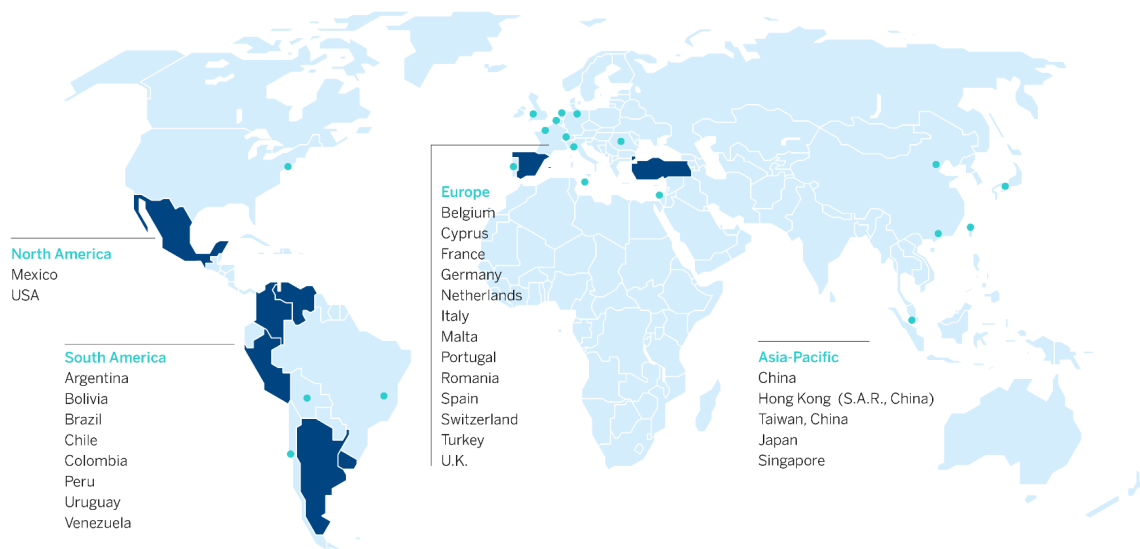 North America
Mexico
USA
South America
Argentina
Bolivia
Brazil
Chile
Colombia
Peru
Uruguay
Venezuela
Europe
Belgium
Cyprus
France
Germany
Netherlands
Italy
Malta
Portugal
Romania
Spain
Switzerland
Turkey
U.K.
Asia-Pacific
China
Hong Kong (S.A.R., China)
Taiwan, China
Japan
Singapore